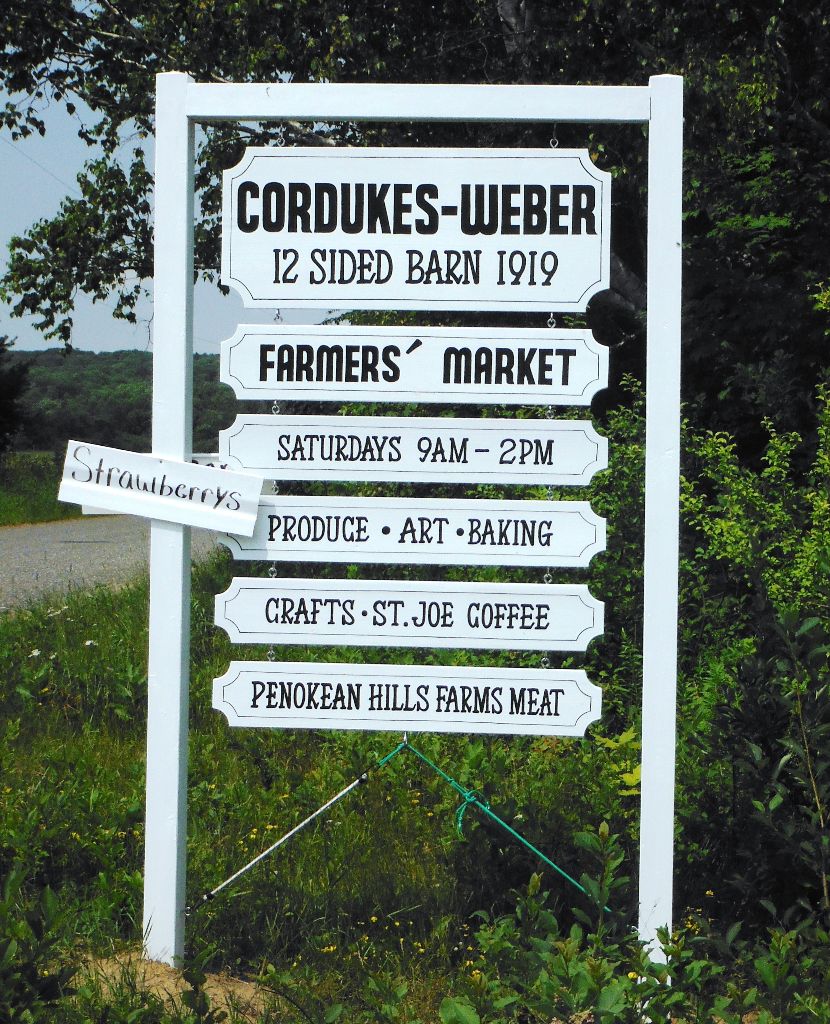 CORDUKES-WEBER
12 SIDED BARN 1919
FARMERS' MARKET
SATURDAYS 9AM - 2PM
Strawberrys
PRODUCE • ART • BAKING
CRAFTS • ST. JOE COFFEE
PENOKEAN HILLS FARMS MEAT